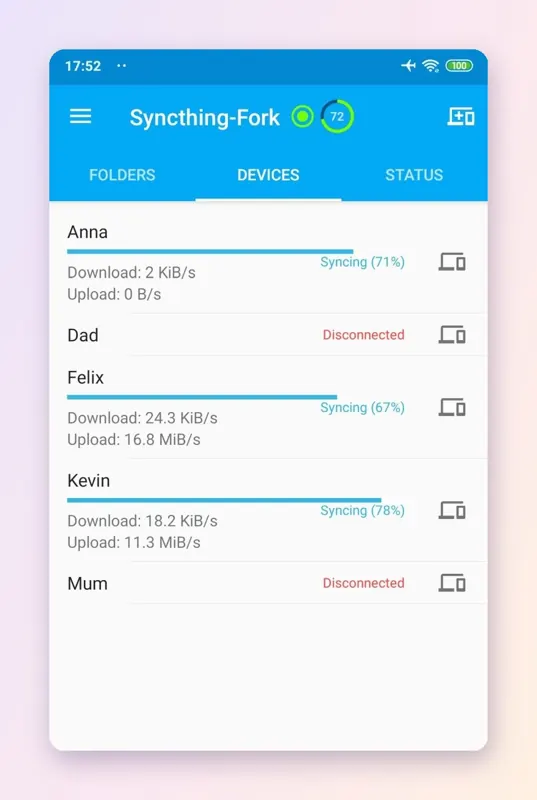 17:52 ··
100
Syncthing-Fork 72
FOLDERS DEVICES STATUS
Anna
Syncing (71%)
Download: 2 KiB/s
Upload: 0 B/s
Dad Disconnected
Felix
Syncing (67%)
Download: 24.3 KiB/s
Upload: 16.8 MiB/s
Kevin
Syncing (78%)
Download: 18.2 KiB/s
Upload: 11.3 MiB/s
Mum Disconnected